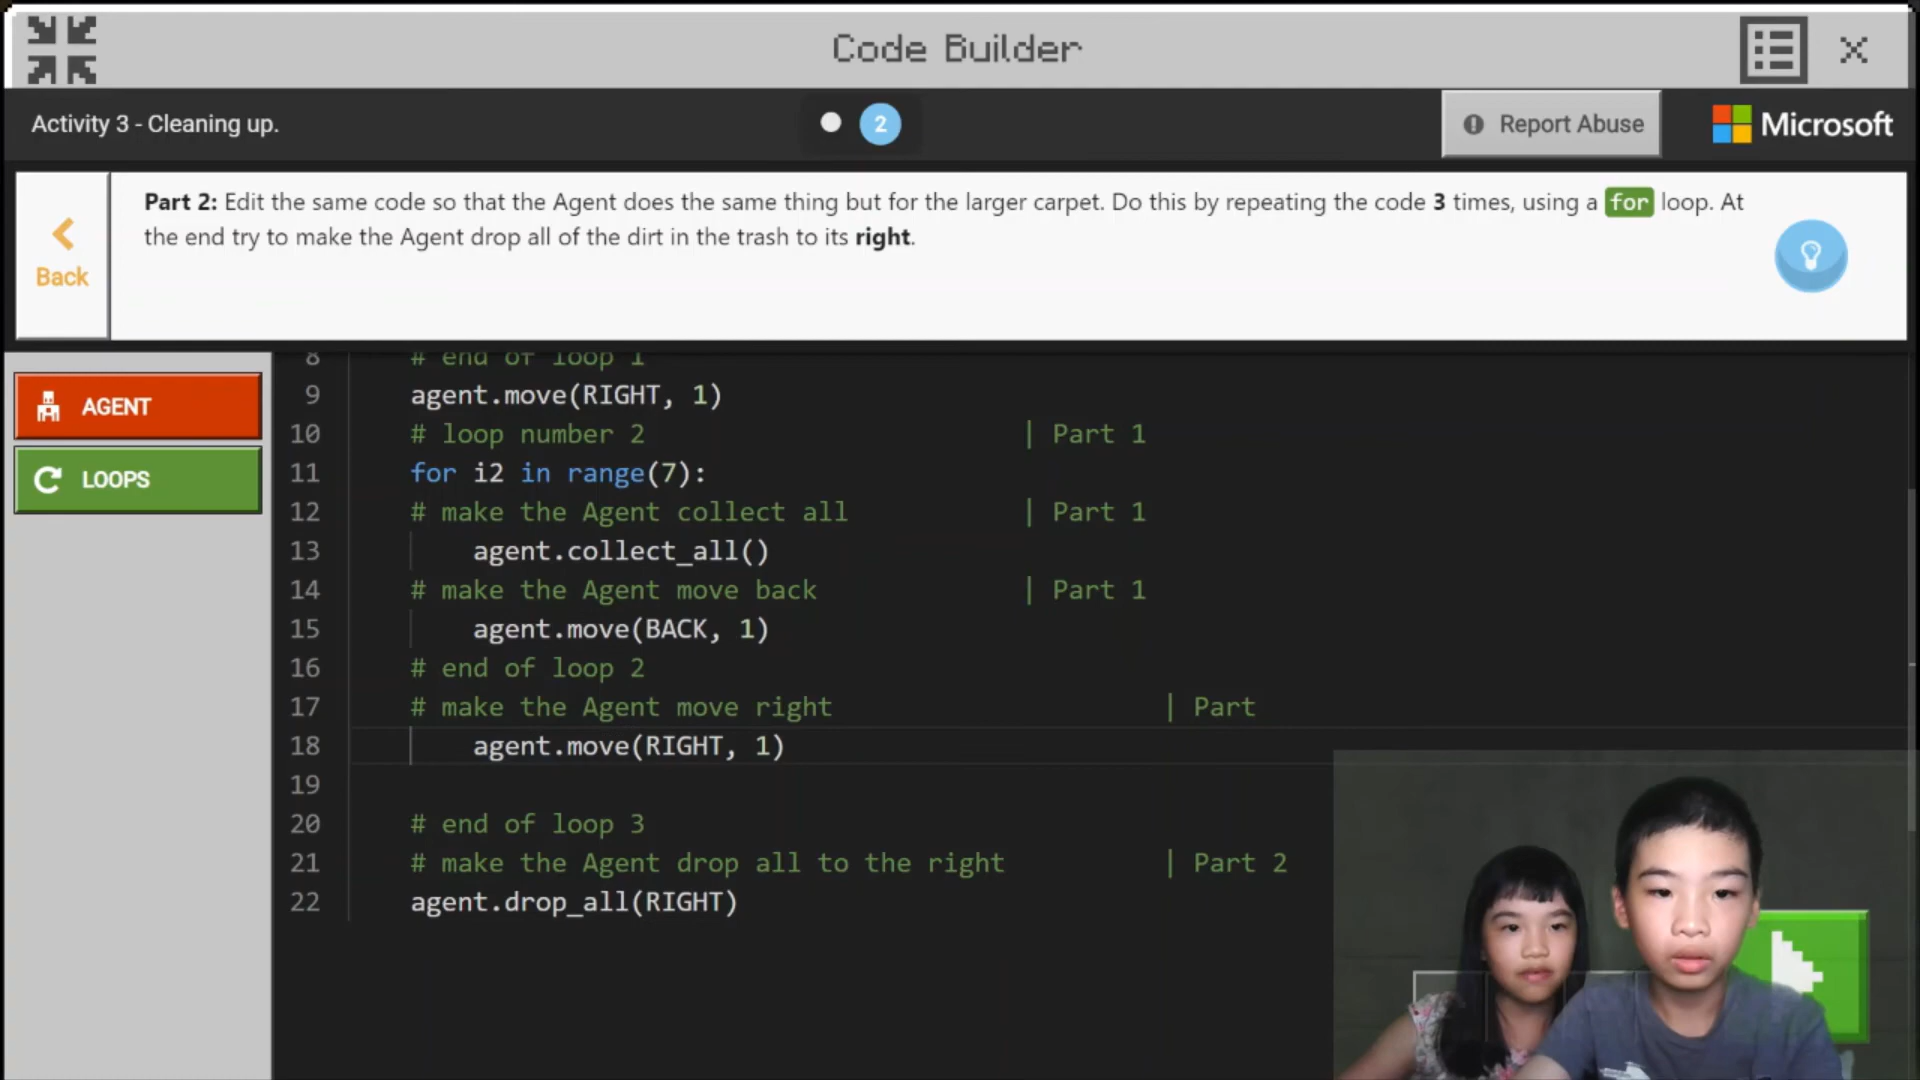 Code Builder
Activity 3 - Cleaning up.
2
Report Abuse
Microsoft
Back
Part 2: Edit the same code so that the Agent does the same thing but for the larger carpet. Do this by repeating the code 3 times, using a for loop. At
the end try to make the Agent drop all of the dirt in the trash to its right.
AGENT
LOOPS
8 # end of loop 1
9 agent.move(RIGHT, 1)
10 # loop number 2 | Part 1
11 for i2 in range(7):
12 # make the Agent collect all | Part 1
13 agent.collect_all()
14 # make the Agent move back | Part 1
15 agent.move(BACK, 1)
16 # end of loop 2
17 # make the Agent move right | Part
18 agent.move(RIGHT, 1)
19
20 # end of loop 3
21 # make the Agent drop all to the right | Part 2
22 agent.drop_all(RIGHT)